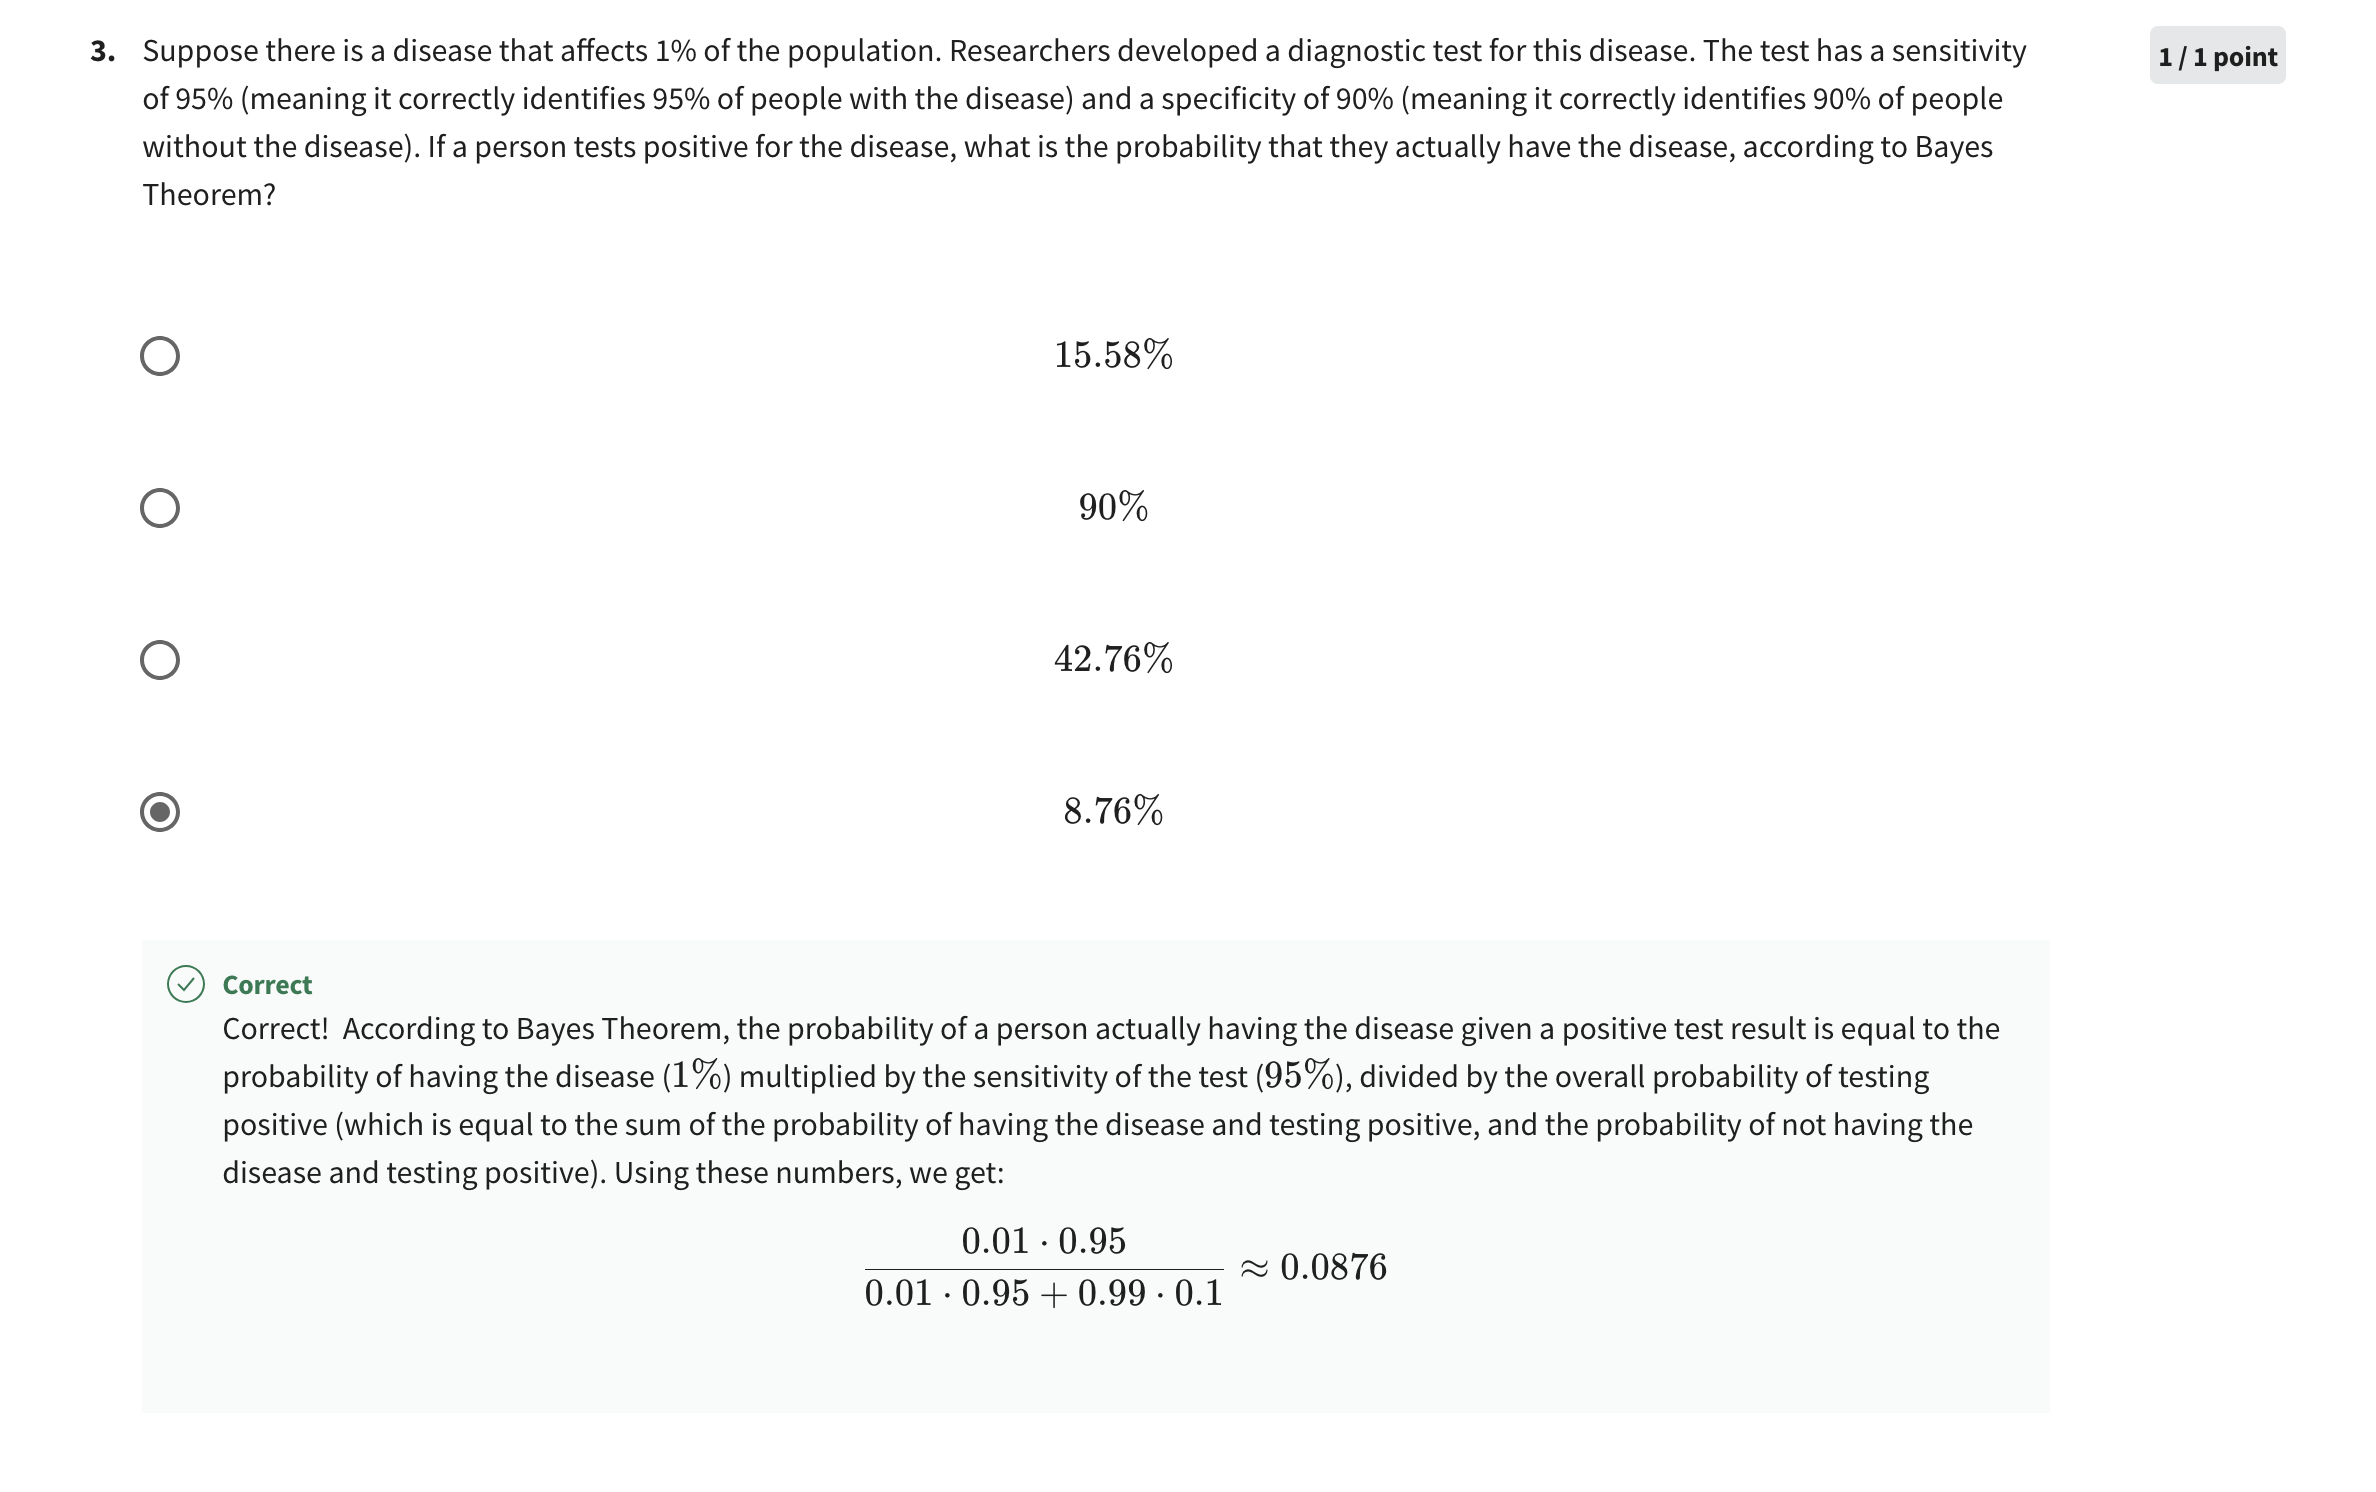 3. Suppose there is a disease that affects 1% of the population. Researchers developed a diagnostic test for this disease. The test has a sensitivity
1 / 1 point
of 95% (meaning it correctly identifies 95% of people with the disease) and a specificity of 90% (meaning it correctly identifies 90% of people
without the disease). If a person tests positive for the disease, what is the probability that they actually have the disease, according to Bayes
Theorem?
15.58%
90%
42.76%
8.76%
Correct
Correct!  According to Bayes Theorem, the probability of a person actually having the disease given a positive test result is equal to the
probability of having the disease (1%) multiplied by the sensitivity of the test (95%), divided by the overall probability of testing
positive (which is equal to the sum of the probability of having the disease and testing positive, and the probability of not having the
disease and testing positive). Using these numbers, we get:
0.01 · 0.95
0.01 · 0.95 + 0.99 · 0.1
≈ 0.0876